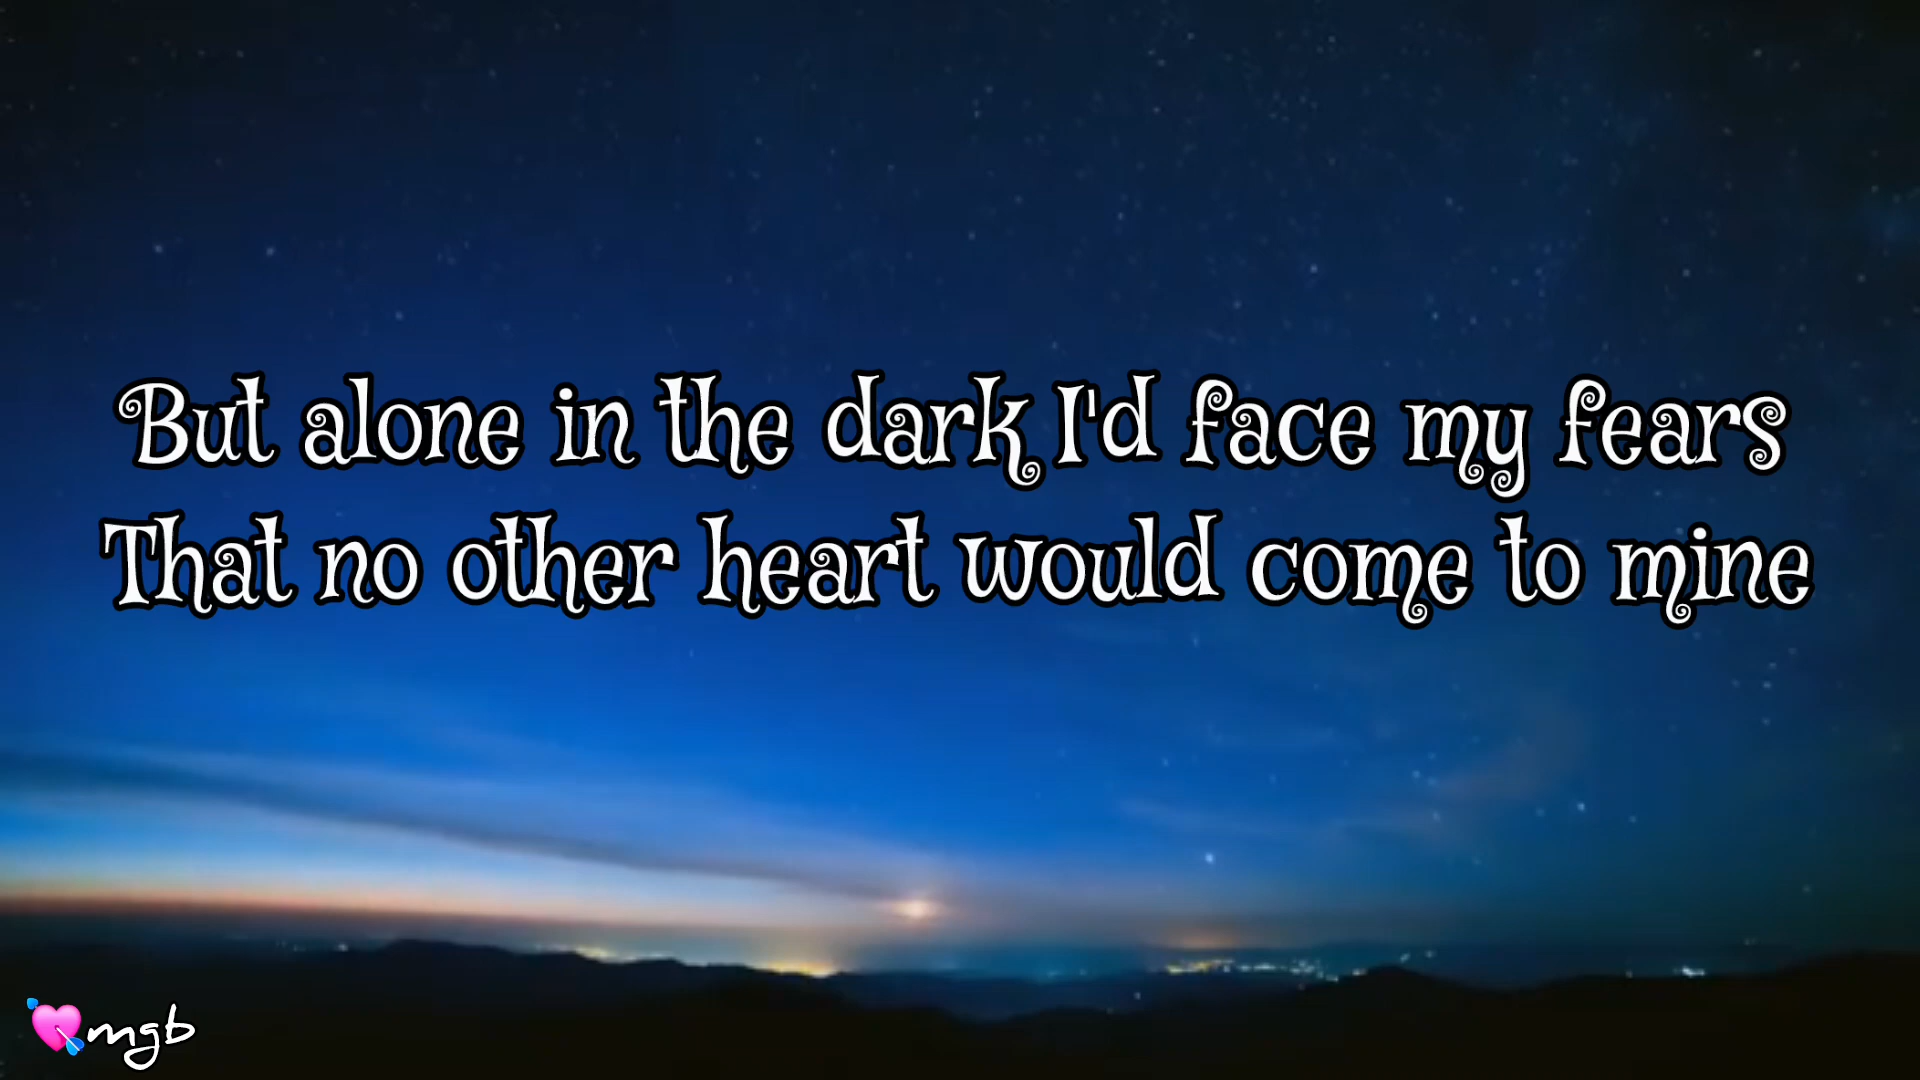 But alone in the dark I'd face my fears
That no other heart would come to mine
mgb